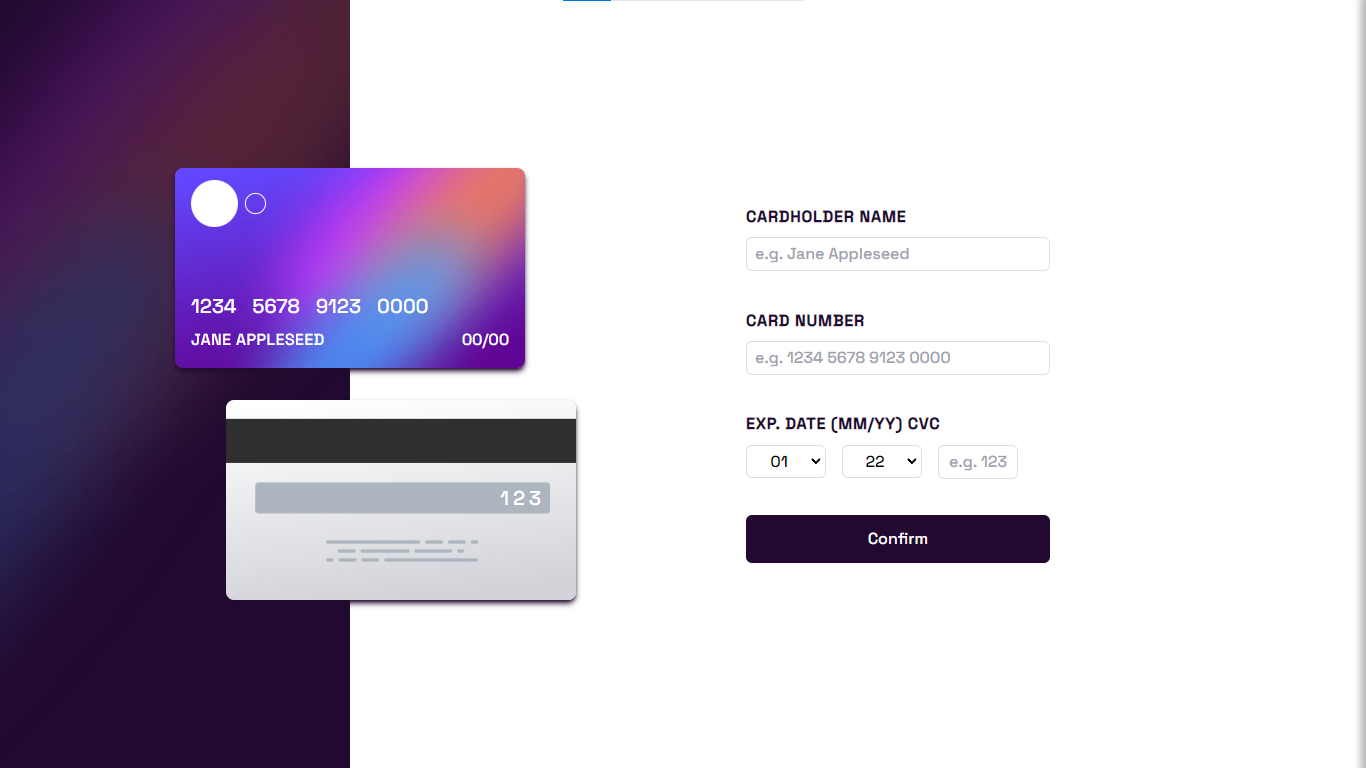 1234 5678 9123 0000
JANE APPLESEED 00/00
123
CARDHOLDER NAME
e.g. Jane Appleseed
CARD NUMBER
e.g. 1234 5678 9123 0000
EXP. DATE (MM/YY) CVC
01 22 e.g. 123
Confirm